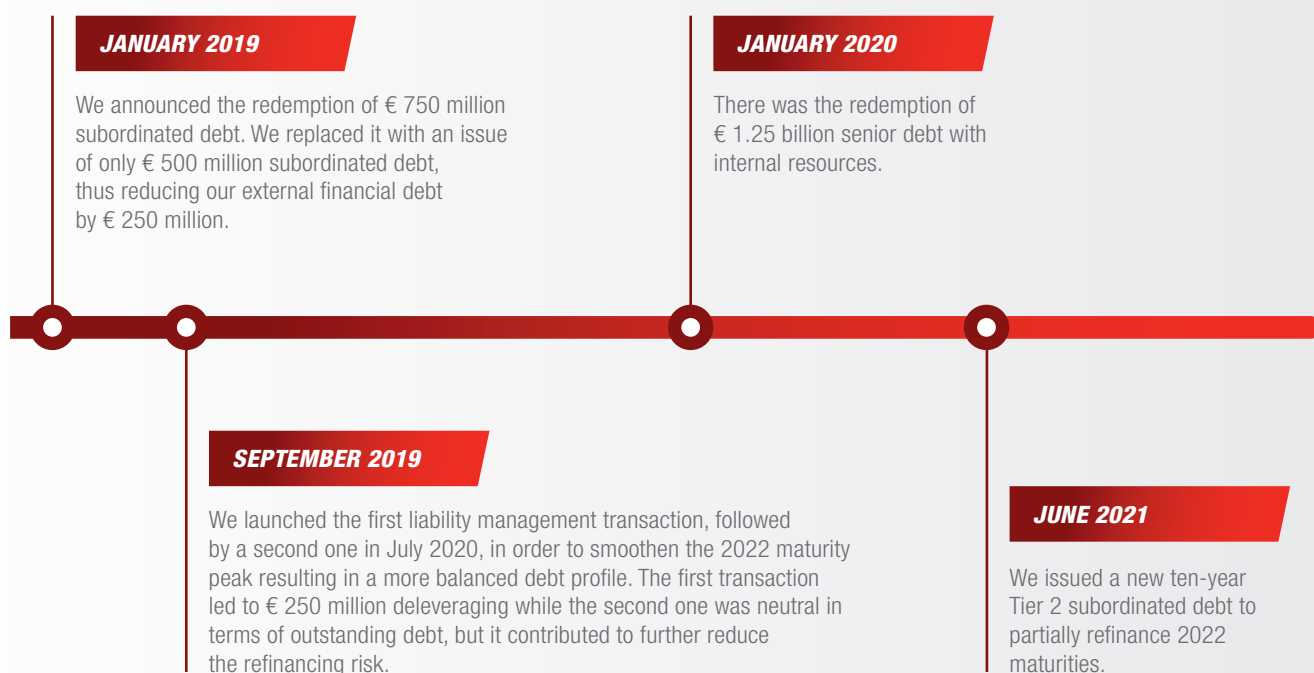 JANUARY 2019
We announced the redemption of € 750 million
subordinated debt. We replaced it with an issue
of only € 500 million subordinated debt,
thus reducing our external financial debt
by € 250 million.
JANUARY 2020
There was the redemption of
€ 1.25 billion senior debt with
internal resources.
SEPTEMBER 2019
We launched the first liability management transaction, followed
by a second one in July 2020, in order to smoothen the 2022 maturity
peak resulting in a more balanced debt profile. The first transaction
led to € 250 million deleveraging while the second one was neutral in
terms of outstanding debt, but it contributed to further reduce
the refinancing risk.
JUNE 2021
We issued a new ten-year
Tier 2 subordinated debt to
partially refinance 2022
maturities.